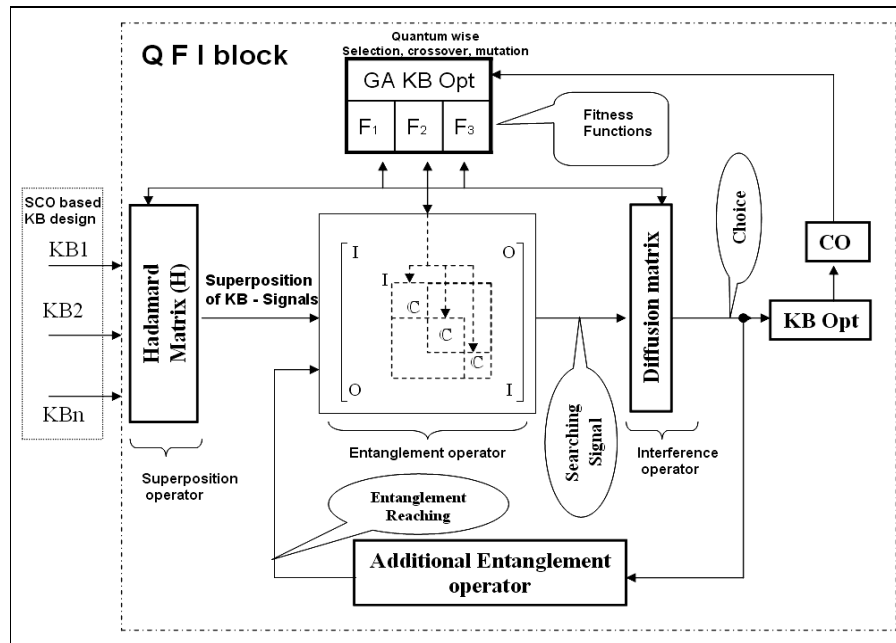 Q F I block
Quantum wise
Selection, crossover, mutation
GA KB Opt
F1
F2
F3
Fitness
Functions
SCO based
KB design
KB1
KB2
KBn
Hadamard
Matrix (H)
Superposition
of KB - Signals
I
O
I
C
C
C
O
I
Diffusion matrix
Choice
CO
KB Opt
Searching
Signal
Superposition
operator
Entanglement operator
Interference
operator
Entanglement
Reaching
Additional Entanglement
operator